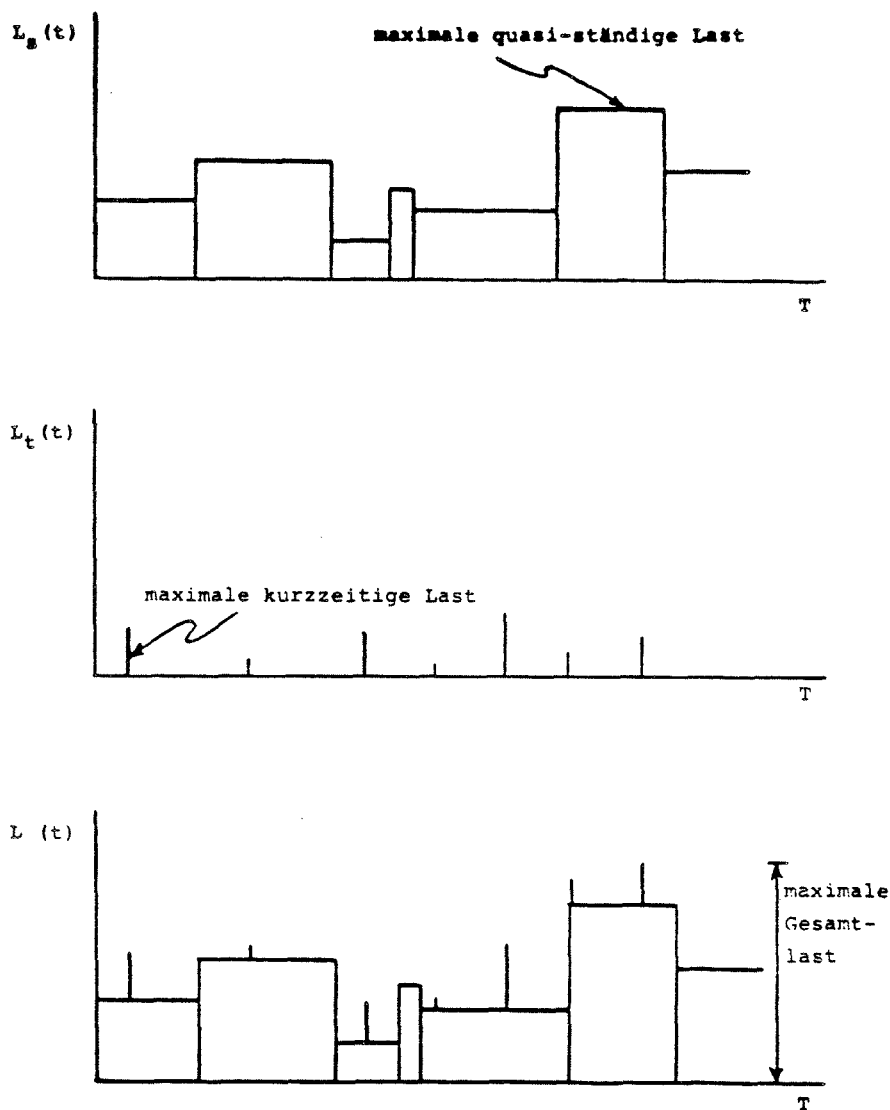 L_s(t)
maximale quasi-ständige Last
T
L_t(t)
maximale kurzzeitige Last
T
L (t)
maximale
Gesamt-
last
T